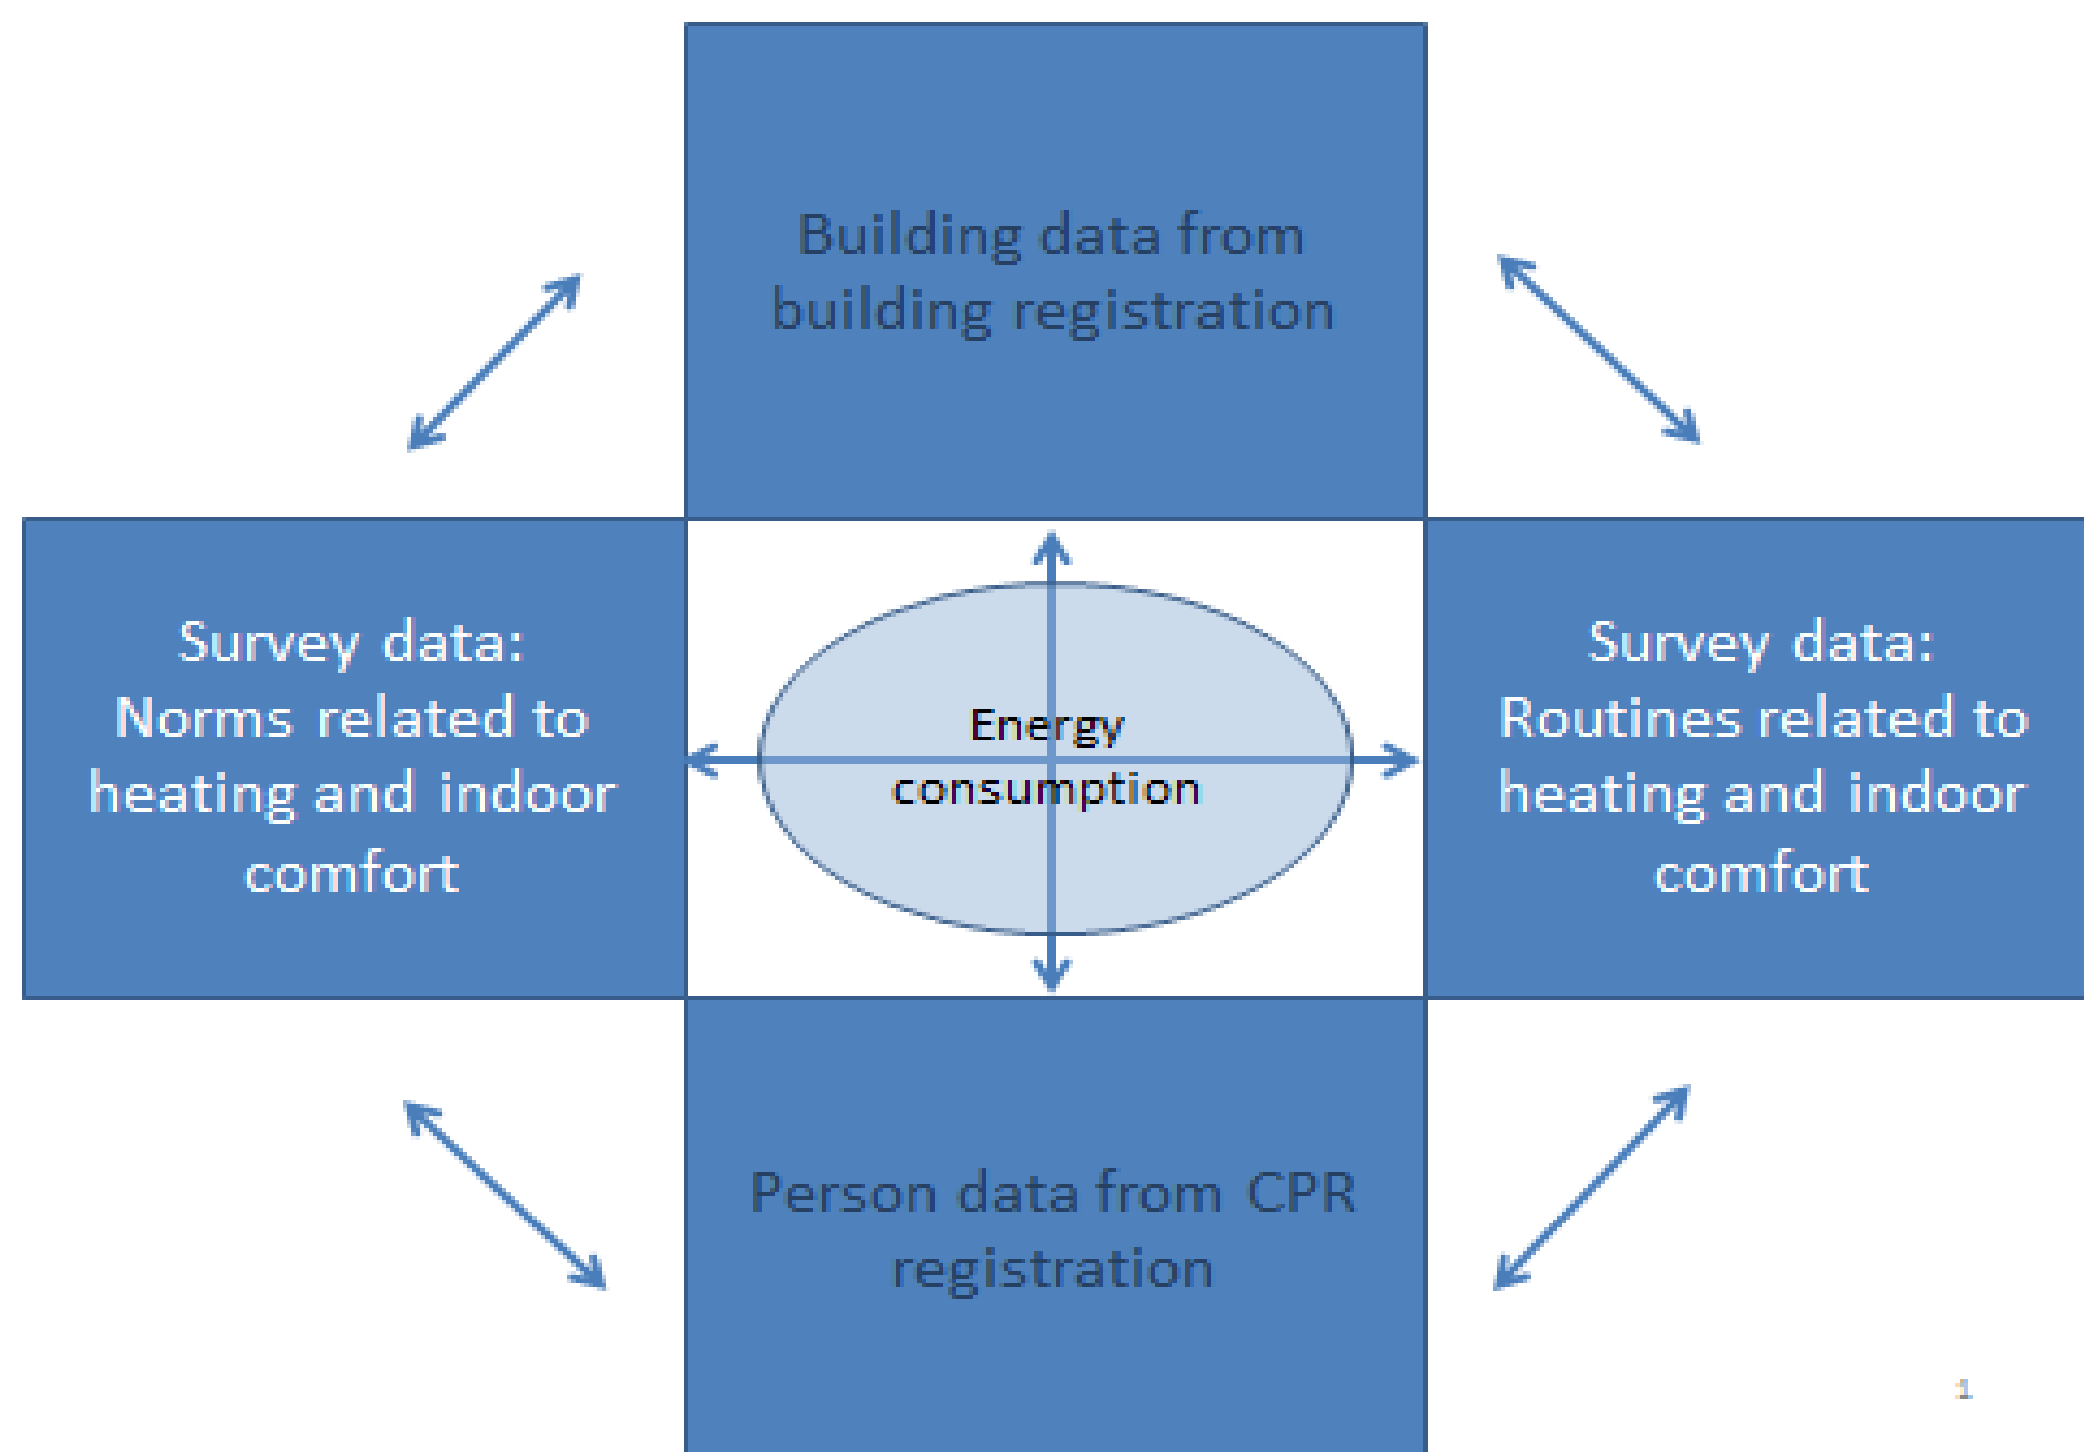 Building data from
building registration
Survey data:
Norms related to
heating and indoor
comfort
Energy
consumption
Survey data:
Routines related to
heating and indoor
comfort
Person data from CPR
registration
1